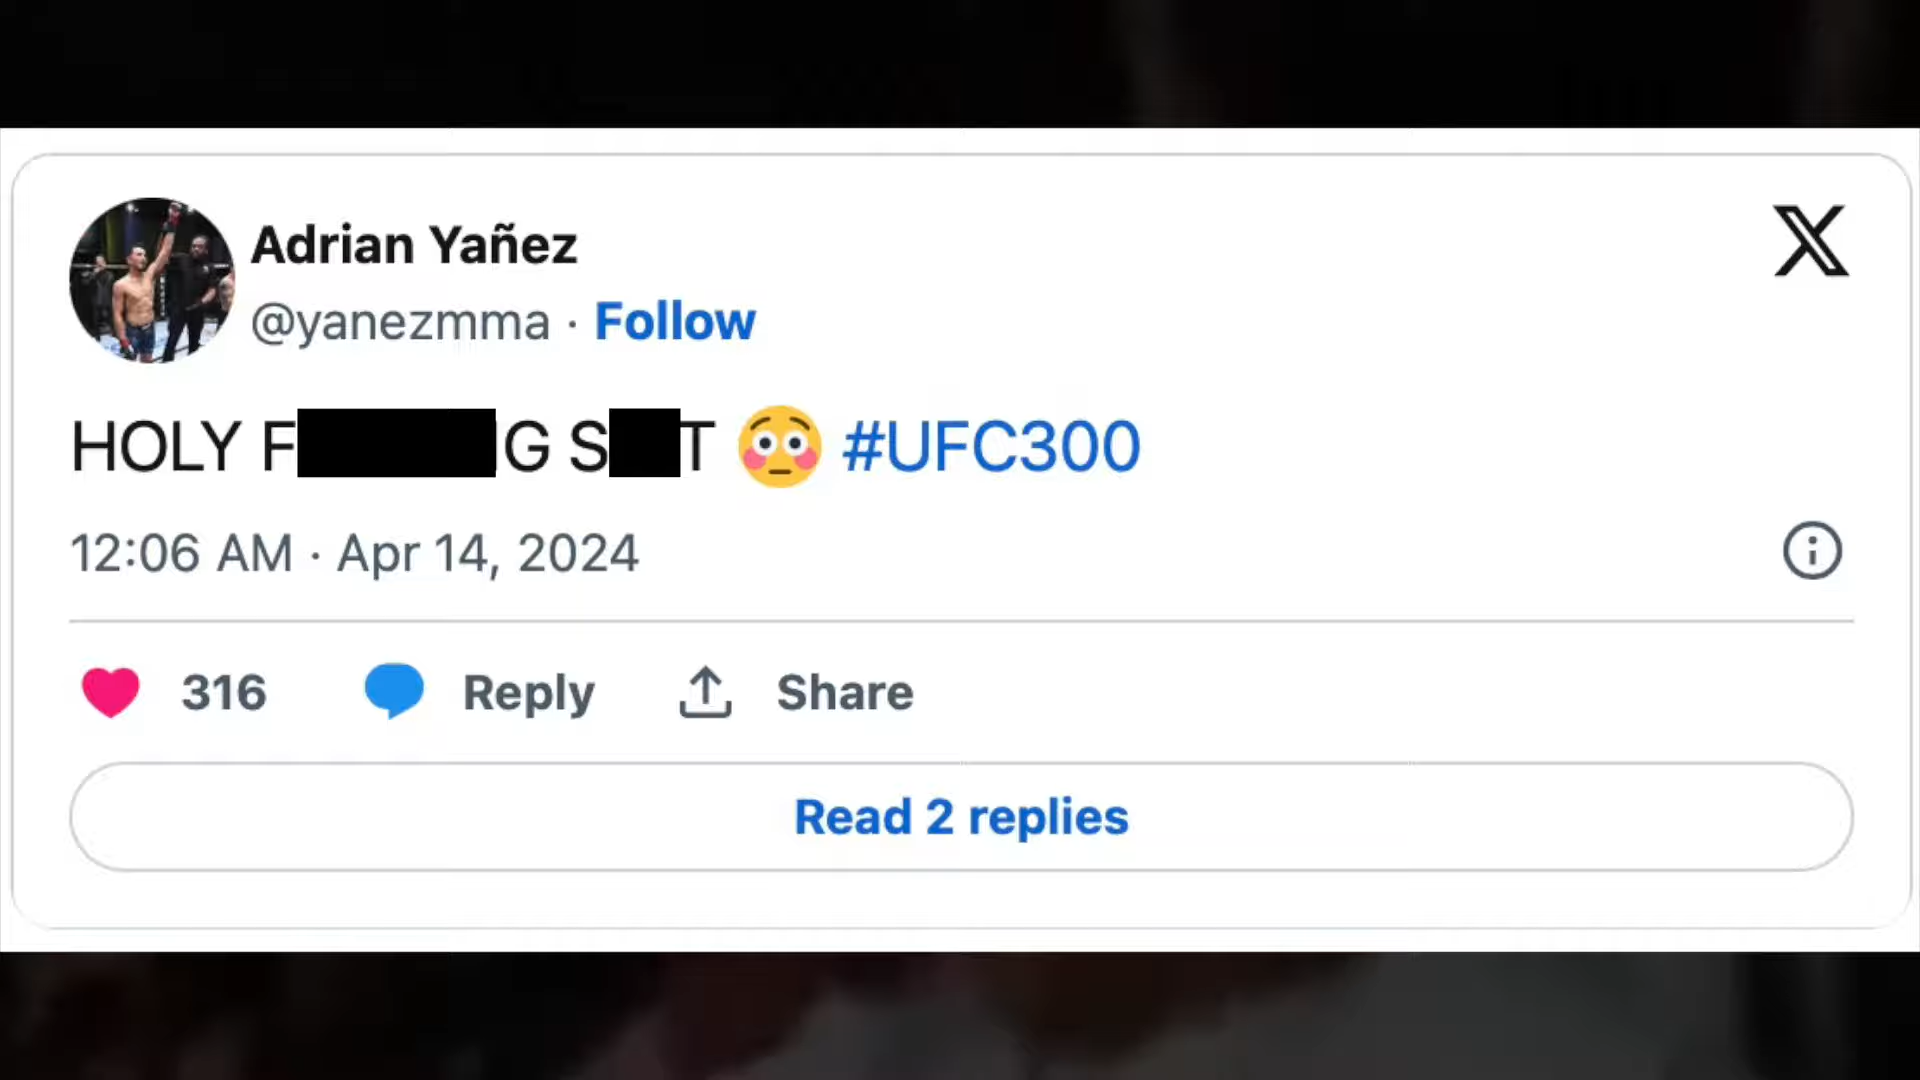 Adrian Yañez
@yanezmma · Follow
HOLY F G S T 😳 #UFC300
12:06 AM · Apr 14, 2024
316 Reply Share
Read 2 replies